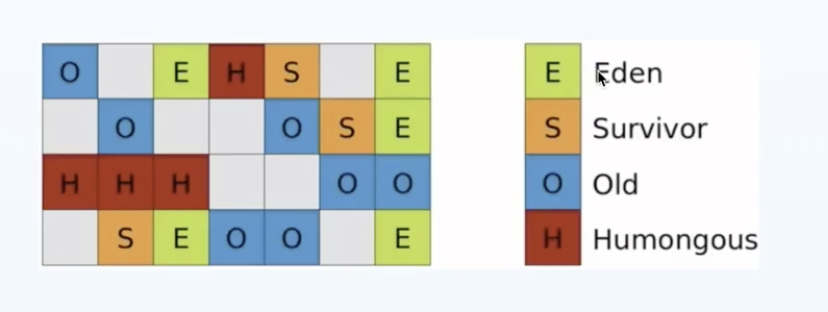 O E H S E
O O S E
H H H O O
S E O O E
E Eden
S Survivor
O Old
H Humongous